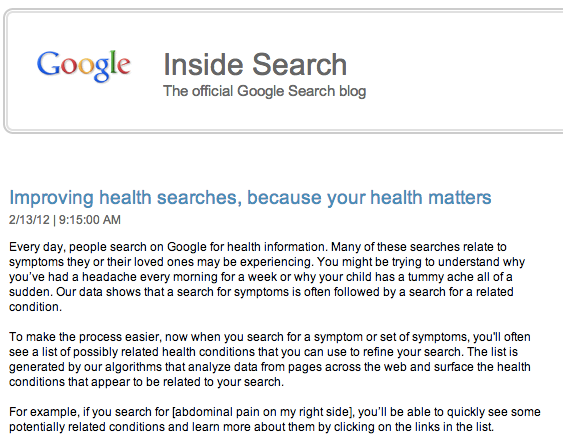 Google
Inside Search
The official Google Search blog
Improving health searches, because your health matters
2/13/12 | 9:15:00 AM
Every day, people search on Google for health information. Many of these searches relate to
symptoms they or their loved ones may be experiencing. You might be trying to understand why
you've had a headache every morning for a week or why your child has a tummy ache all of a
sudden. Our data shows that a search for symptoms is often followed by a search for a related
condition.
To make the process easier, now when you search for a symptom or set of symptoms, you'll often
see a list of possibly related health conditions that you can use to refine your search. The list is
generated by our algorithms that analyze data from pages across the web and surface the health
conditions that appear to be related to your search.
For example, if you search for [abdominal pain on my right side], you'll be able to quickly see some
potentially related conditions and learn more about them by clicking on the links in the list.